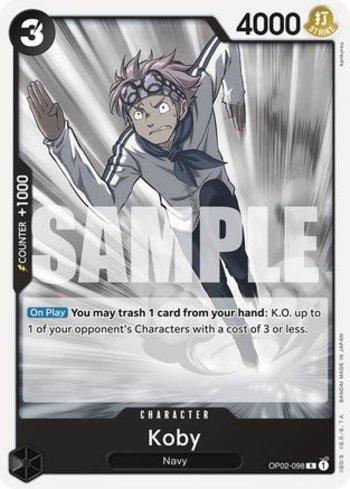 3
4000
打
STRIKE
kankurou
COUNTER +1000
SAMPLE
On Play You may trash 1 card from your hand: K.O. up to
1 of your opponent's Characters with a cost of 3 or less.
CHARACTER
Koby
Navy
OP02-098 R 1
©E.O./S. T.A. BANDAI MADE IN JAPAN